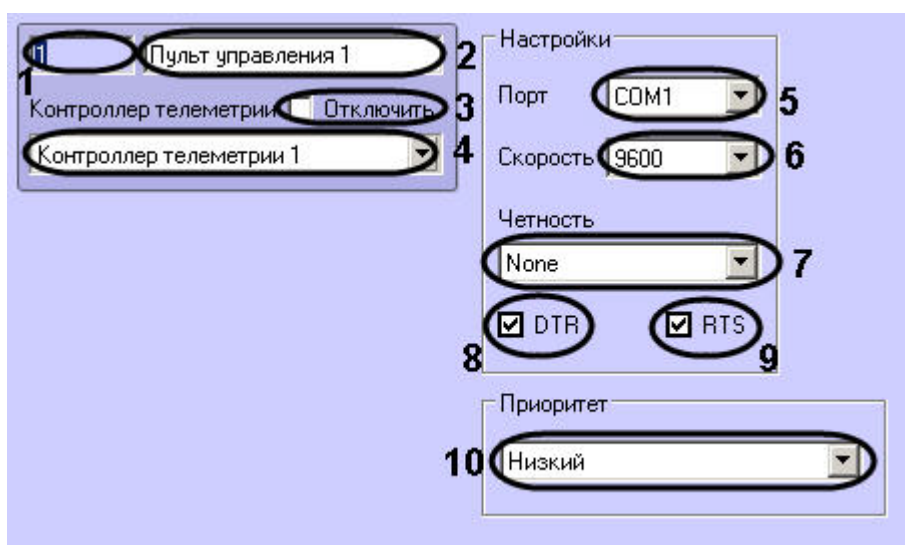 1 Пульт управления 1 2
1
Контроллер телеметрии Отключить 3
Контроллер телеметрии 1 4
Настройки
Порт COM1 5
Скорость 9600 6
Четность
None 7
DTR RTS
8 9
Приоритет
10 Низкий